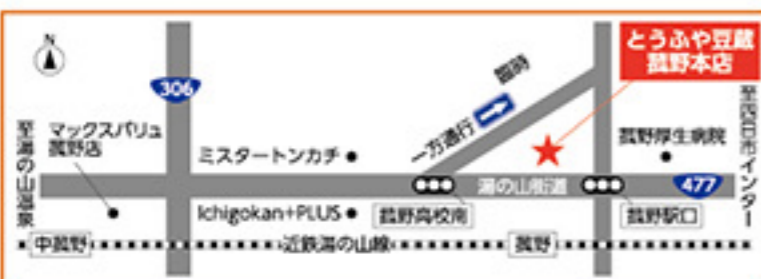 N
306
臨時
一方通行
とうふや豆蔵
菰野本店
至四日市インター
至湯の山温泉
マックスバリュ
菰野店
ミスタートンカチ
菰野厚生病院
湯の山街道
477
Ichigokan+PLUS
菰野高校南
菰野駅口
中菰野
近鉄湯の山線
菰野